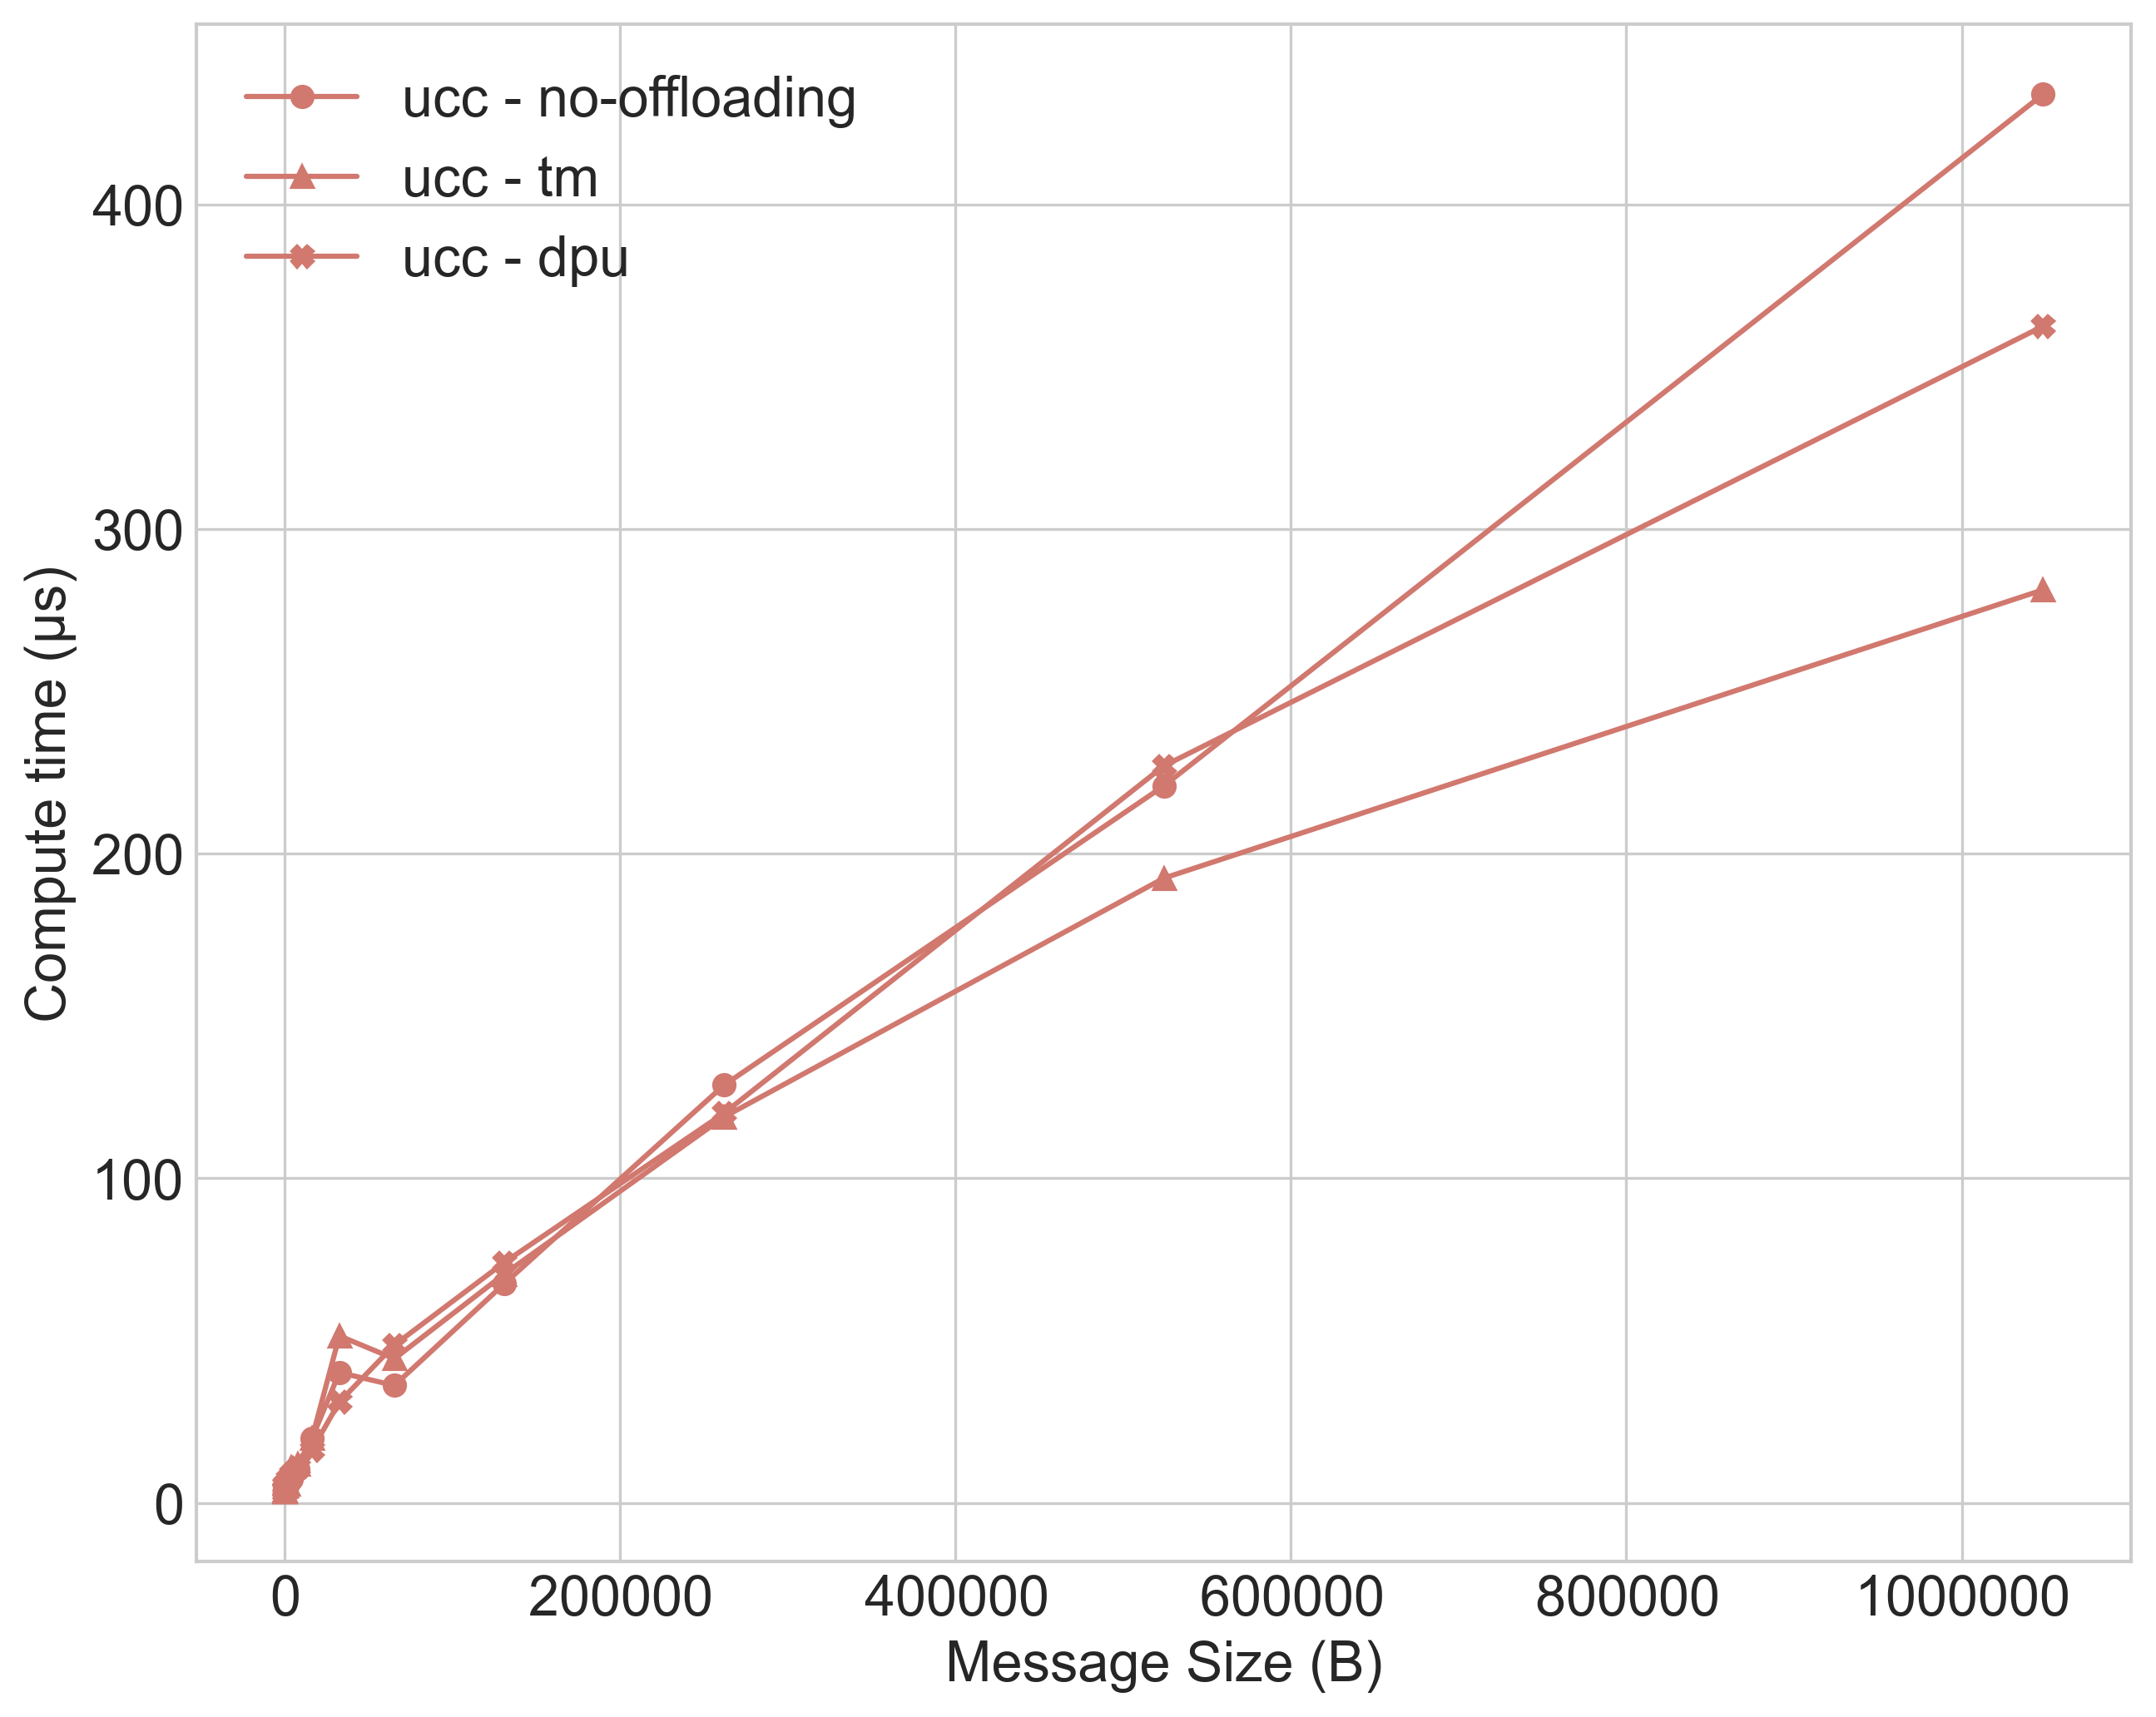 ucc - no-offloading
ucc - tm
ucc - dpu
400
300
200
100
0
Compute time (µs)
0 200000 400000 600000 800000 1000000
Message Size (B)